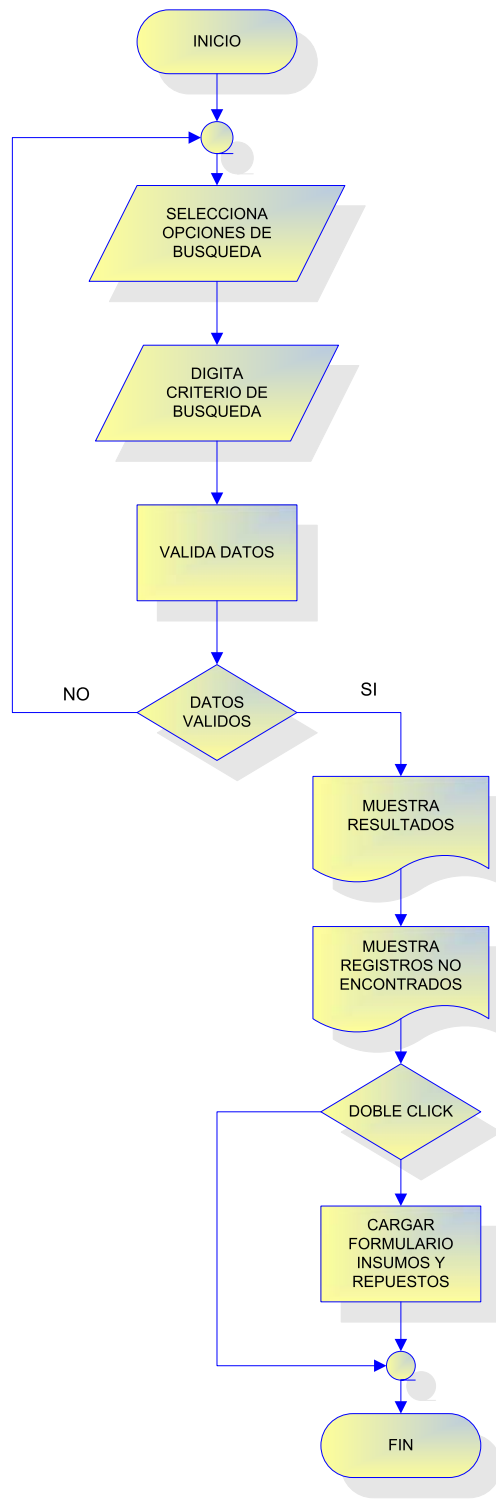 INICIO
SELECCIONA
OPCIONES DE
BUSQUEDA
DIGITA
CRITERIO DE
BUSQUEDA
VALIDA DATOS
DATOS
VALIDOS
NO
SI
MUESTRA
RESULTADOS
MUESTRA
REGISTROS NO
ENCONTRADOS
DOBLE CLICK
CARGAR
FORMULARIO
INSUMOS Y
REPUESTOS
FIN